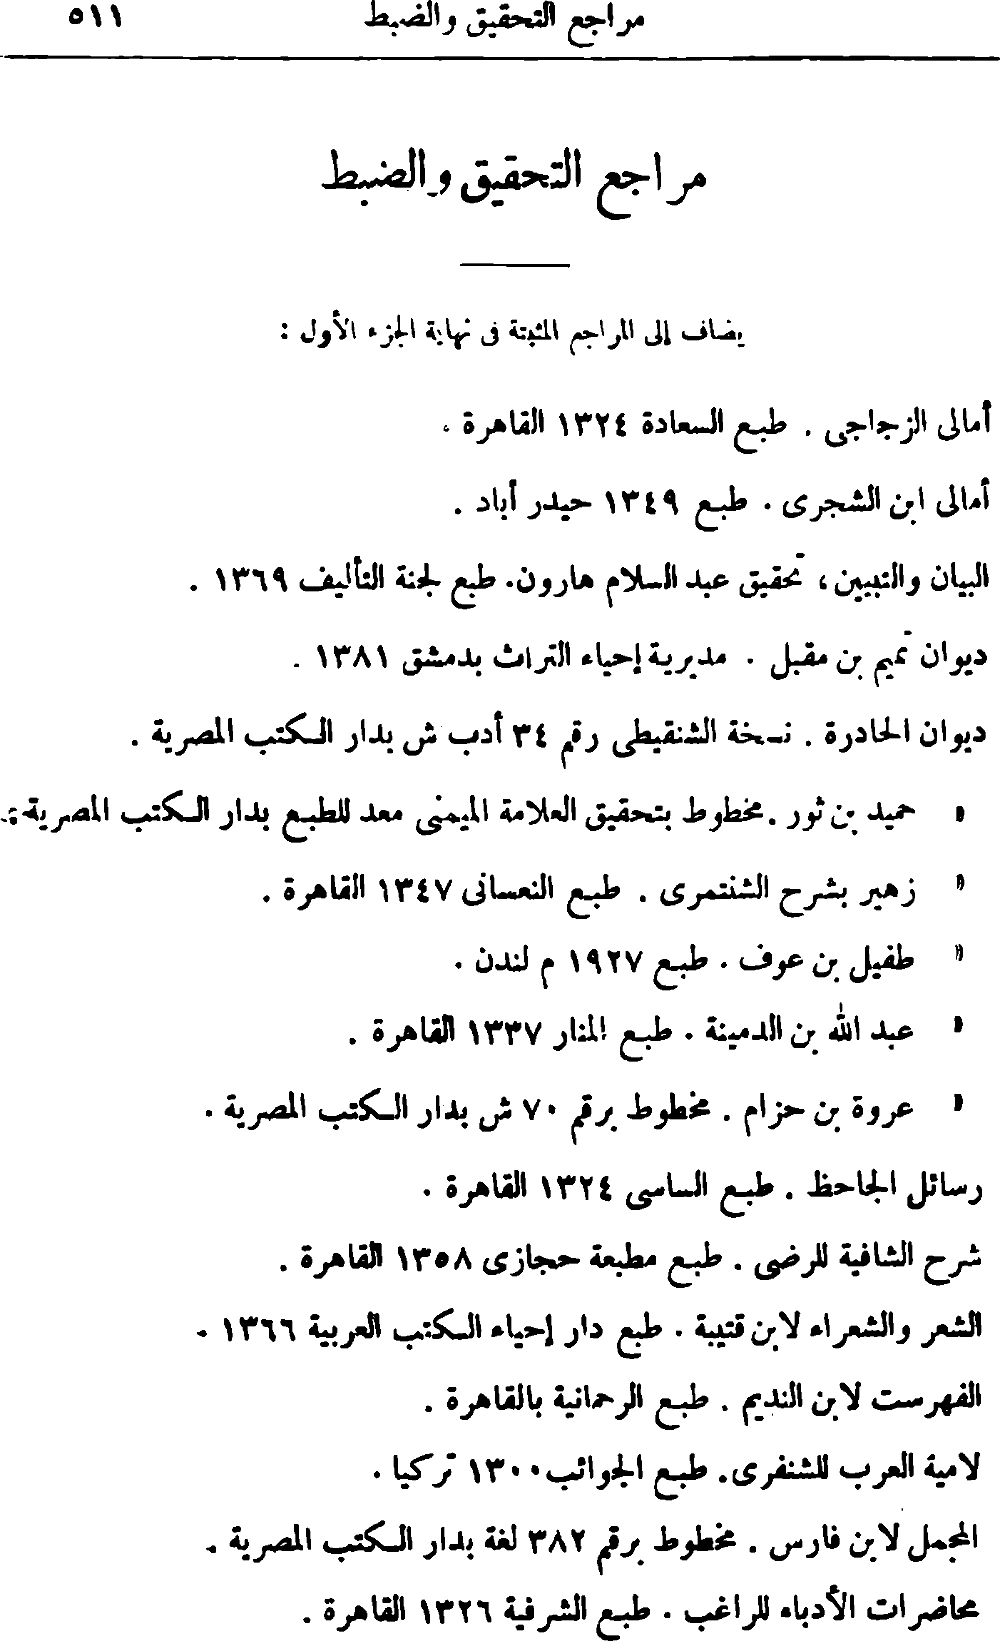 مراجع التحقيق والضبط ٥١١
مراجع التحقيق والضبط
يضاف إلى المراجع المثبتة فى نهاية الجزء الأول :
أمالى الزجاجى . طبع السعادة ١٣٢٤ القاهرة .
أمالى ابن الشجرى . طبع ١٣٤٩ حيدر أباد .
البيان والتبيين ، تحقيق عبد السلام هارون . طبع لجنة التأليف ١٣٦٩ .
ديوان تميم بن مقبل . مديرية إحياء التراث بدمشق ١٣٨١ .
ديوان الحادرة . نسخة الشنقيطى رقم ٣٤ أدب ش بدار الكتب المصرية .
» حميد بن ثور . مخطوط بتحقيق العلامة الميمنى معد للطبع بدار الكتب المصرية .
» زهير بشرح الشنتمرى . طبع النعسانى ١٣٤٧ القاهرة .
» طفيل بن عوف . طبع ١٩٢٧ م لندن .
» عبد الله بن الدمينة . طبع المنار ١٣٣٧ القاهرة .
» عروة بن حزام . مخطوط برقم ٧٠ ش بدار الكتب المصرية .
رسائل الجاحظ . طبع الساسى ١٣٢٤ القاهرة .
شرح الشافية للرضى . طبع مطبعة حجازى ١٣٥٨ القاهرة .
الشعر والشعراء لابن قتيبة . طبع دار إحياء الكتب العربية ١٣٦٦ .
الفهرست لابن النديم . طبع الرحمانية بالقاهرة .
لامية العرب للشنفرى . طبع الجوائب ١٣٠٠ تركيا .
المجمل لابن فارس . مخطوط برقم ٣٨٢ لغة بدار الكتب المصرية .
محاضرات الأدباء للراغب . طبع الشرفية ١٣٢٦ القاهرة .